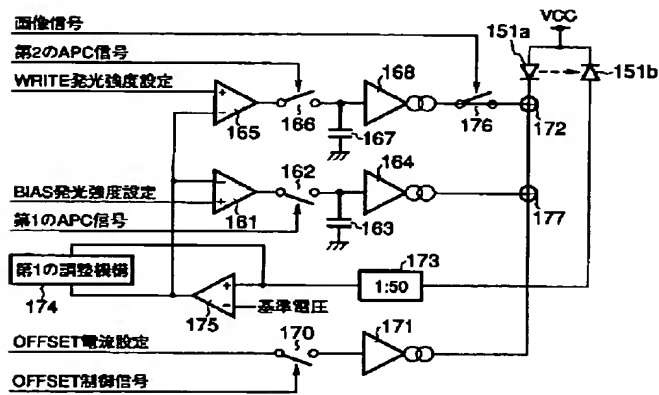 画像信号
第2のAPC信号
WRITE発光強度設定
165
166
167
168
176
VCC
151a
151b
172
BIAS発光強度設定
第1のAPC信号
161
162
163
164
177
第1の調整機構
174
175
基準電圧
173
1:50
OFFSET電流設定
OFFSET制御信号
170
171